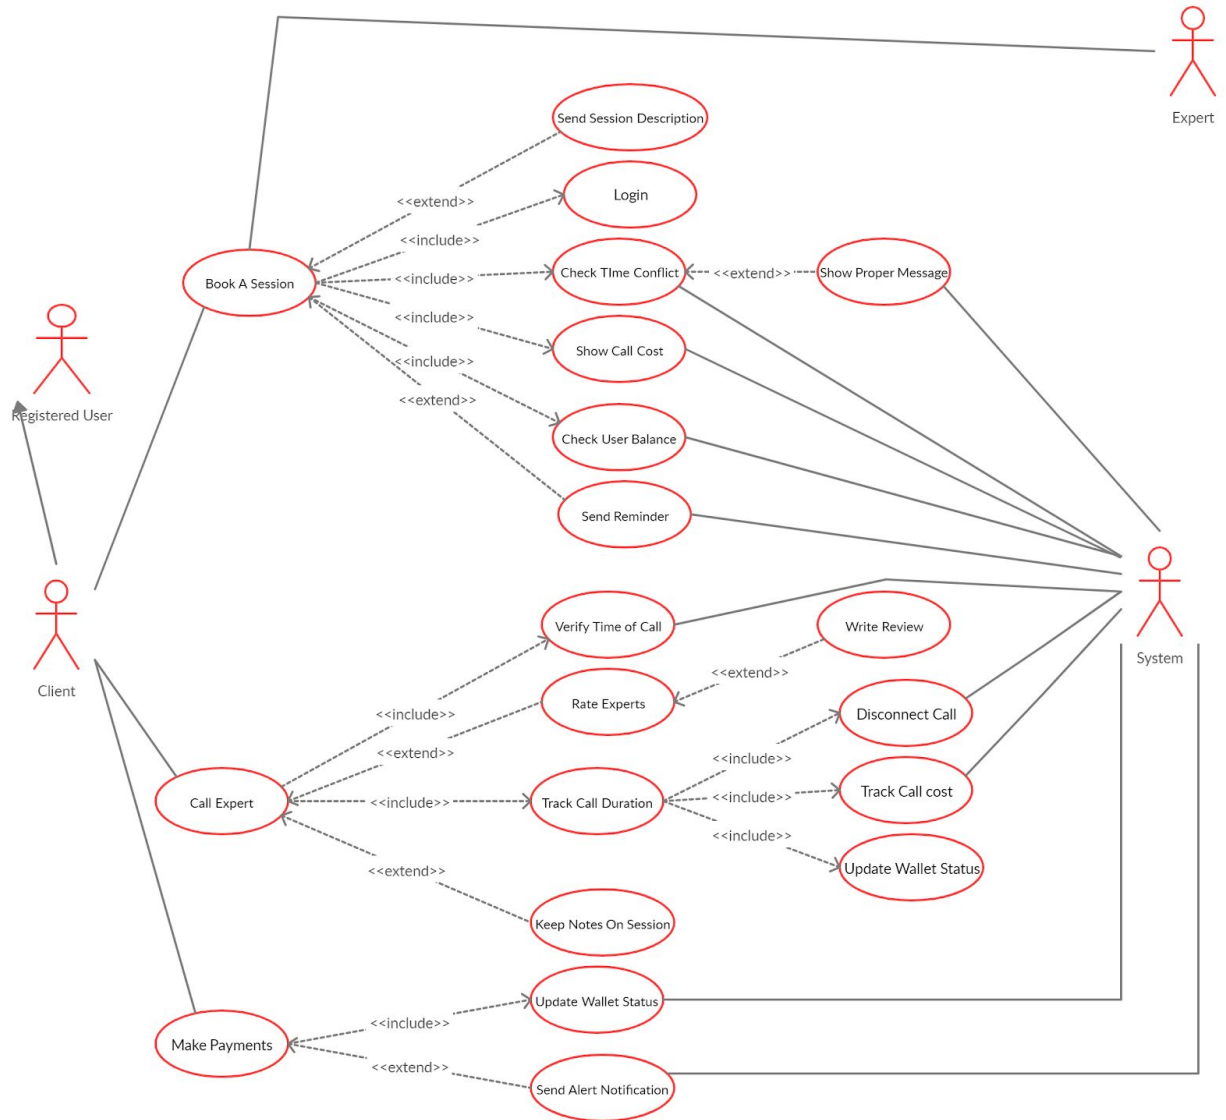 Expert
Send Session Description
<<extend>>
Login
<<include>>
Book A Session
<<include>>
Check TIme Conflict
<<extend>>
Show Proper Message
<<include>>
Show Call Cost
<<include>>
<<extend>>
Check User Balance
Registered User
Send Reminder
Verify Time of Call
Write Review
System
Client
<<extend>>
Rate Experts
<<include>>
Disconnect Call
<<extend>>
<<include>>
Call Expert
<<include>>
Track Call Duration
<<include>>
Track Call cost
<<include>>
Update Wallet Status
<<extend>>
Keep Notes On Session
Update Wallet Status
<<include>>
Make Payments
<<extend>>
Send Alert Notification